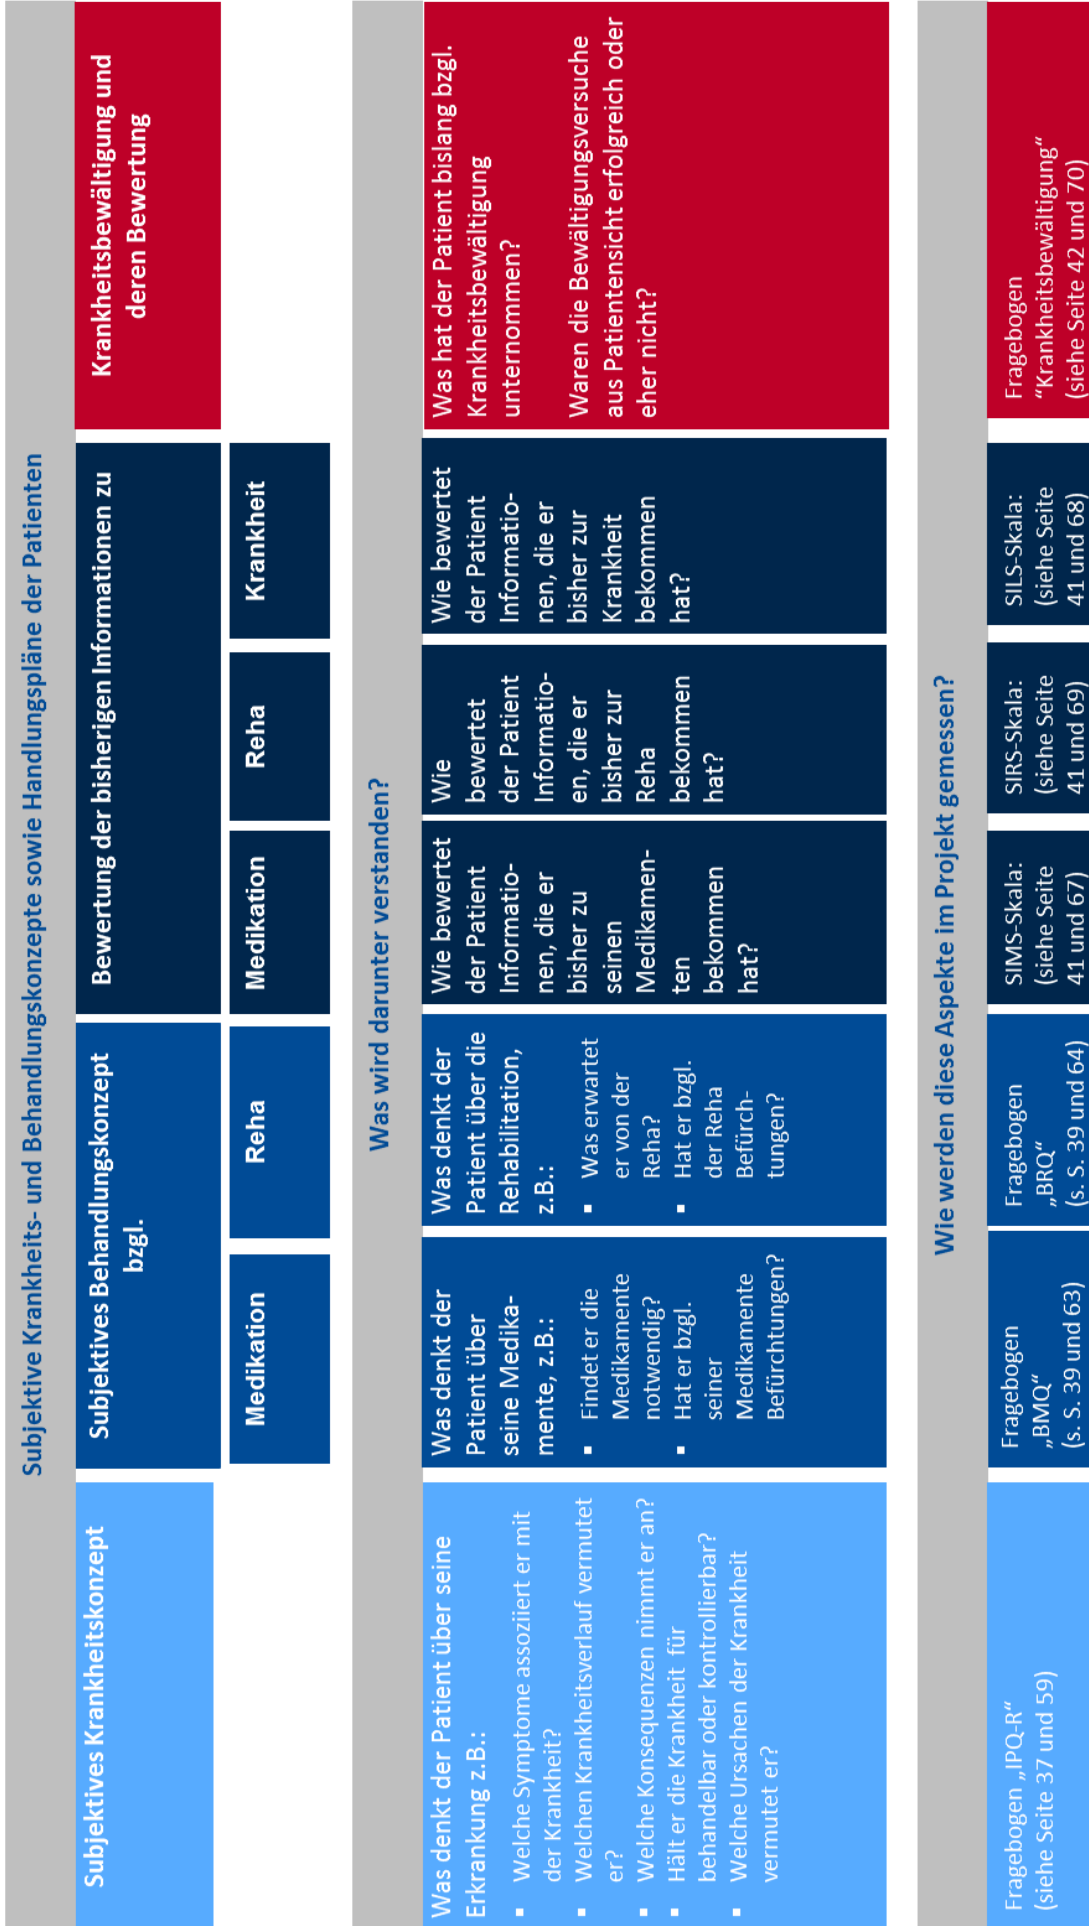 Subjektive Krankheits- und Behandlungskonzepte sowie Handlungspläne der Patienten
Subjektives Krankheitskonzept
Subjektives Behandlungskonzept
bzgl.
Bewertung der bisherigen Informationen zu
Krankheitsbewältigung und
deren Bewertung
Medikation
Reha
Medikation
Reha
Krankheit
Was wird darunter verstanden?
Was denkt der Patient über seine
Erkrankung z.B.:
▪ Welche Symptome assoziiert er mit
der Krankheit?
▪ Welchen Krankheitsverlauf vermutet
er?
▪ Welche Konsequenzen nimmt er an?
▪ Hält er die Krankheit für
behandelbar oder kontrollierbar?
▪ Welche Ursachen der Krankheit
vermutet er?
Was denkt der
Patient über
seine Medika-
mente, z.B.:
▪ Findet er die
Medikamente
notwendig?
▪ Hat er bzgl.
seiner
Medikamente
Befürchtungen?
Was denkt der
Patient über die
Rehabilitation,
z.B.:
▪ Was erwartet
er von der
Reha?
▪ Hat er bzgl.
der Reha
Befürch-
tungen?
Wie bewertet
der Patient
Informatio-
nen, die er
bisher zu
seinen
Medikamen-
ten
bekommen
hat?
Wie
bewertet
der Patient
Informatio-
en, die er
bisher zur
Reha
bekommen
hat?
Wie bewertet
der Patient
Informatio-
nen, die er
bisher zur
Krankheit
bekommen
hat?
Was hat der Patient bislang bzgl.
Krankheitsbewältigung
unternommen?
Waren die Bewältigungsversuche
aus Patientensicht erfolgreich oder
eher nicht?
Wie werden diese Aspekte im Projekt gemessen?
Fragebogen „IPQ-R“
(siehe Seite 37 und 59)
Fragebogen
„BMQ“
(s. S. 39 und 63)
Fragebogen
„BRQ“
(s. S. 39 und 64)
SIMS-Skala:
(siehe Seite
41 und 67)
SIRS-Skala:
(siehe Seite
41 und 69)
SILS-Skala:
(siehe Seite
41 und 68)
Fragebogen
“Krankheitsbewältigung“
(siehe Seite 42 und 70)